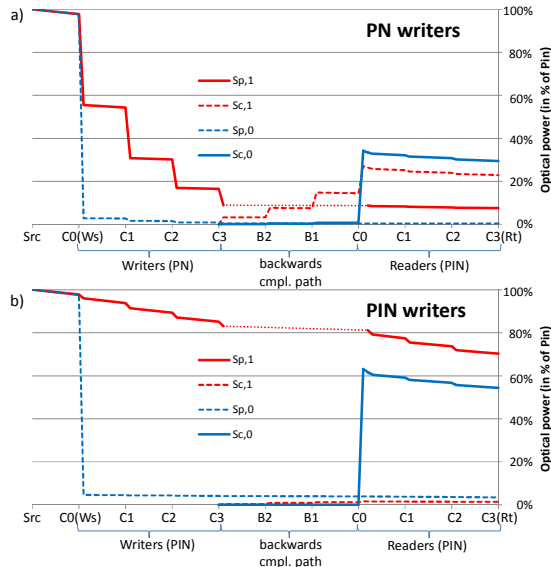 a)
PN writers
100%
80%
60%
40%
20%
0%
Optical power (in % of Pin)
Sp,1
Sc,1
Sp,0
Sc,0
Src C0(Ws) C1 C2 C3 B2 B1 C0 C1 C2 C3(Rt)
Writers (PN) backwards Readers (PIN)
cmpl. path
b)
PIN writers
100%
80%
60%
40%
20%
0%
Optical power (in % of Pin)
Sp,1
Sc,1
Sp,0
Sc,0
Src C0(Ws) C1 C2 C3 B2 B1 C0 C1 C2 C3(Rt)
Writers (PIN) backwards Readers (PIN)
cmpl. path